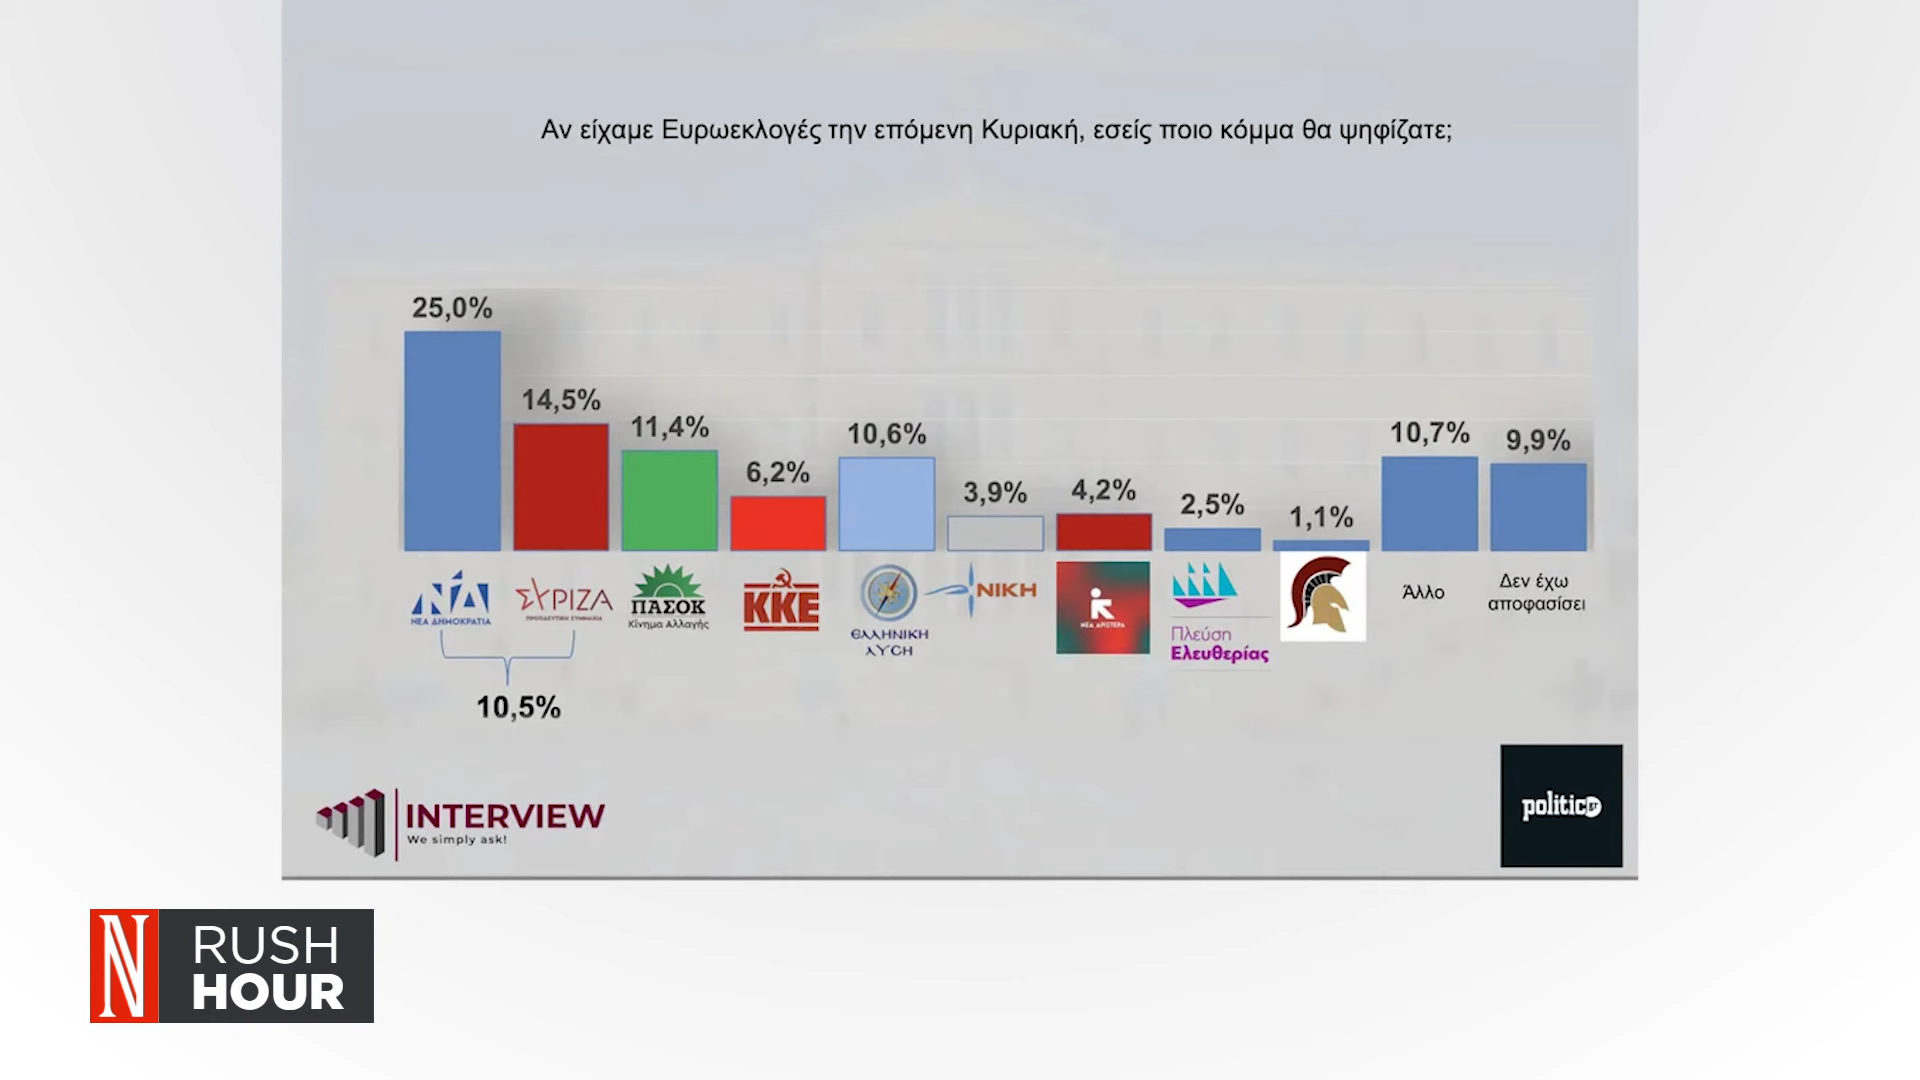 Αν είχαμε Ευρωεκλογές την επόμενη Κυριακή, εσείς ποιο κόμμα θα ψηφίζατε;
25,0%
14,5%
11,4%
6,2%
10,6%
3,9%
4,2%
2,5%
1,1%
10,7%
9,9%
ΝΔ
ΝΕΑ ΔΗΜΟΚΡΑΤΙΑ
ΣΥΡΙΖΑ
ΠΡΟΟΔΕΥΤΙΚΗ ΣΥΜΜΑΧΙΑ
ΠΑΣΟΚ
Κίνημα Αλλαγής
ΚΚΕ
ΕΛΛΗΝΙΚΗ
ΛΥΣΗ
ΝΙΚΗ
ΝΕΑ ΑΡΙΣΤΕΡΑ
Πλεύση
Ελευθερίας
Άλλο
Δεν έχω
αποφασίσει
10,5%
INTERVIEW
We simply ask!
politic
gr
N RUSH
HOUR